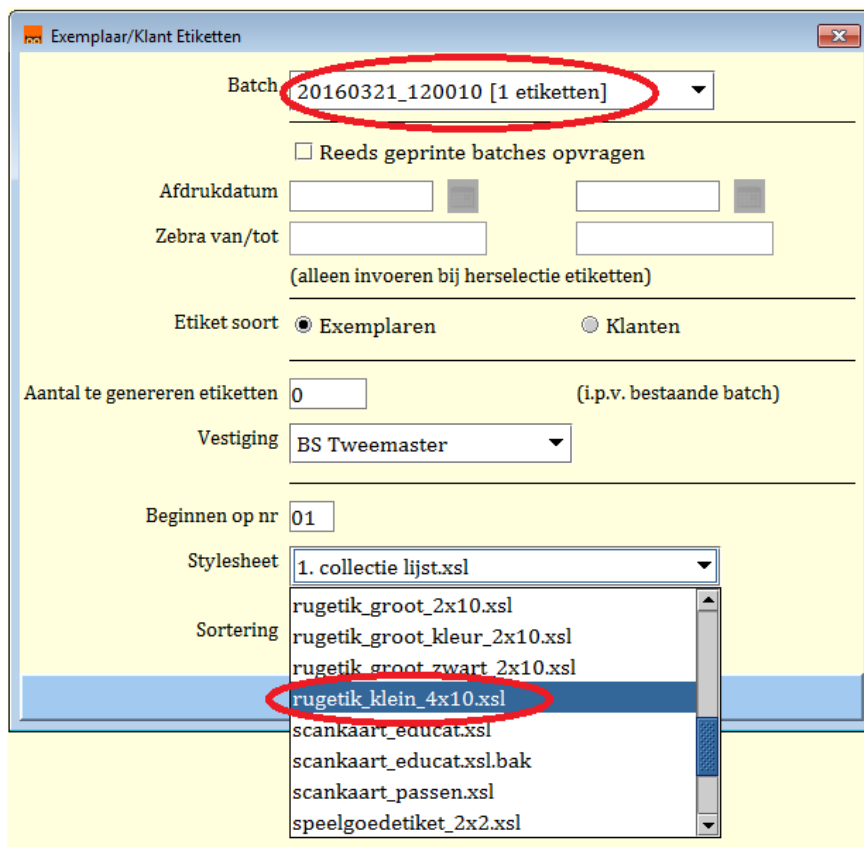 Exemplaar/Klant Etiketten
Batch 20160321_120010 [1 etiketten]
Reeds geprinte batches opvragen
Afdrukdatum
Zebra van/tot
(alleen invoeren bij herselectie etiketten)
Etiket soort Exemplaren Klanten
Aantal te genereren etiketten 0 (i.p.v. bestaande batch)
Vestiging BS Tweemaster
Beginnen op nr 01
Stylesheet 1. collectie lijst.xsl
rugetik_groot_2x10.xsl
Sortering rugetik_groot_kleur_2x10.xsl
rugetik_groot_zwart_2x10.xsl
rugetik_klein_4x10.xsl
scankaart_educat.xsl
scankaart_educat.xsl.bak
scankaart_passen.xsl
speelgoedetiket_2x2.xsl